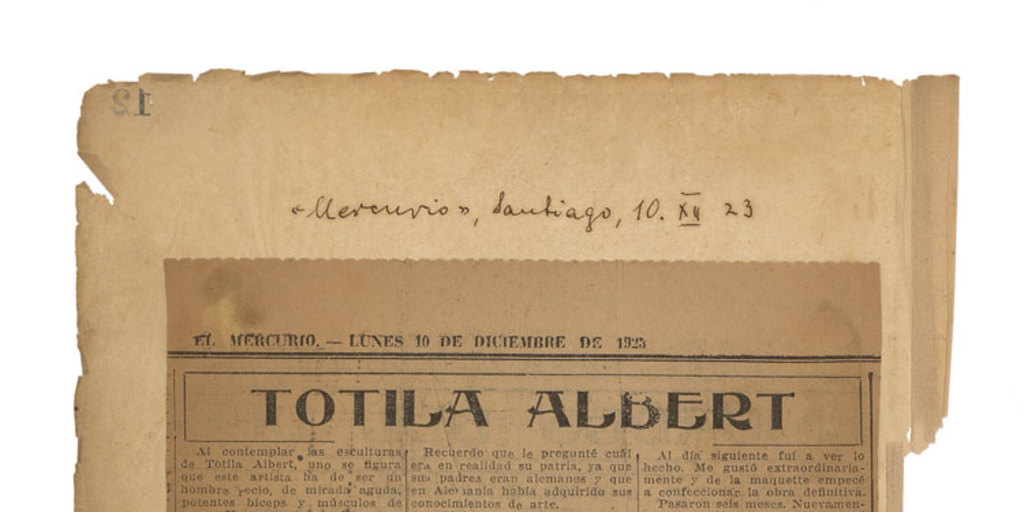 12
«Mercurio», Santiago, 10. XII 23
EL MERCURIO. — LUNES 10 DE DICIEMBRE DE 1923
TOTILA ALBERT
Al contemplar las esculturas
de Totila Albert, uno se figura
que este artista ha de ser un
hombre recio, de mirada aguda,
potentes biceps y músculos de
Recuerdo que le pregunté cuál
era en realidad su patria, ya que
sus padres eran alemanes y que
en Alemania había adquirido sus
conocimientos de arte.
Al día siguiente fuí a ver lo
hecho. Me gustó extraordinaria-
mente y de la maquette empecé
a confeccionar la obra definitiva.
Pasaron seis meses. Nuevamen-